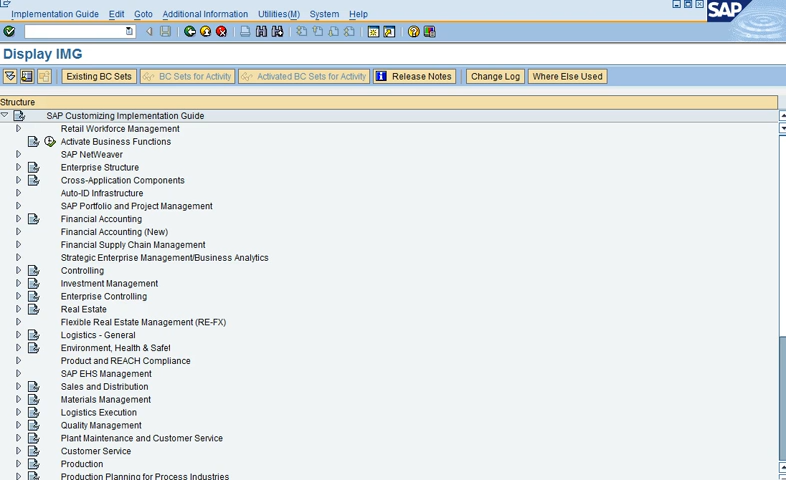 Implementation Guide Edit Goto Additional Information Utilities(M) System Help
SAP
Display IMG
Existing BC Sets BC Sets for Activity Activated BC Sets for Activity Release Notes Change Log Where Else Used
Structure
SAP Customizing Implementation Guide
Retail Workforce Management
Activate Business Functions
SAP NetWeaver
Enterprise Structure
Cross-Application Components
Auto-ID Infrastructure
SAP Portfolio and Project Management
Financial Accounting
Financial Accounting (New)
Financial Supply Chain Management
Strategic Enterprise Management/Business Analytics
Controlling
Investment Management
Enterprise Controlling
Real Estate
Flexible Real Estate Management (RE-FX)
Logistics - General
Environment, Health & Safet
Product and REACH Compliance
SAP EHS Management
Sales and Distribution
Materials Management
Logistics Execution
Quality Management
Plant Maintenance and Customer Service
Customer Service
Production
Production Planning for Process Industries